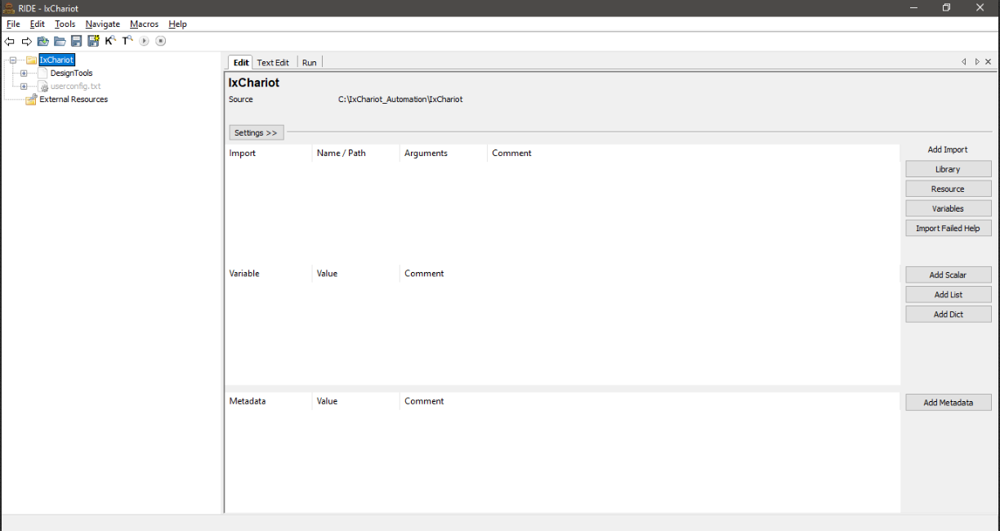 RIDE - IxChariot
File Edit Tools Navigate Macros Help
K T
IxChariot
DesignTools
userconfig.txt
External Resources
Edit Text Edit Run
IxChariot
Source C:\IxChariot_Automation\IxChariot
Settings >>
Import Name / Path Arguments Comment
Add Import
Library
Resource
Variables
Import Failed Help
Variable Value Comment
Add Scalar
Add List
Add Dict
Metadata Value Comment
Add Metadata